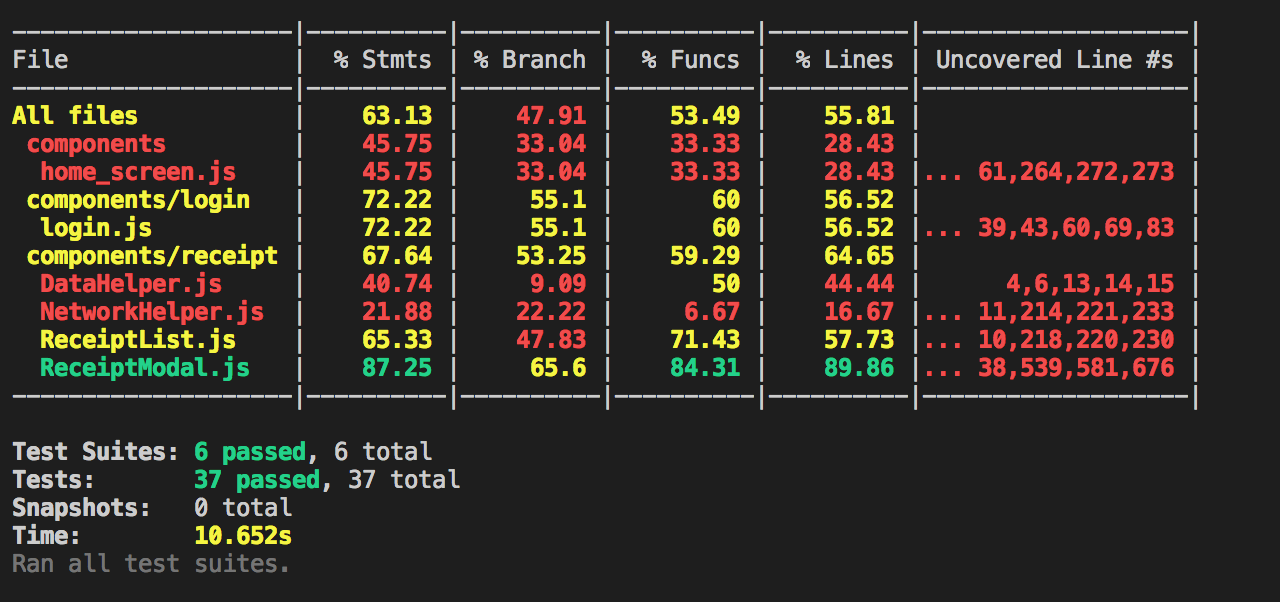 --------------------|----------|----------|----------|----------|-------------------|
File                |  % Stmts | % Branch |  % Funcs |  % Lines | Uncovered Line #s |
--------------------|----------|----------|----------|----------|-------------------|
All files           |    63.13 |    47.91 |    53.49 |    55.81 |                   |
 components         |    45.75 |    33.04 |    33.33 |    28.43 |                   |
  home_screen.js    |    45.75 |    33.04 |    33.33 |    28.43 |... 61,264,272,273 |
 components/login   |    72.22 |     55.1 |       60 |    56.52 |                   |
  login.js          |    72.22 |     55.1 |       60 |    56.52 |... 39,43,60,69,83 |
 components/receipt |    67.64 |    53.25 |    59.29 |    64.65 |                   |
  DataHelper.js     |    40.74 |     9.09 |       50 |    44.44 |      4,6,13,14,15 |
  NetworkHelper.js  |    21.88 |    22.22 |     6.67 |    16.67 |... 11,214,221,233 |
  ReceiptList.js    |    65.33 |    47.83 |    71.43 |    57.73 |... 10,218,220,230 |
  ReceiptModal.js   |    87.25 |     65.6 |    84.31 |    89.86 |... 38,539,581,676 |
--------------------|----------|----------|----------|----------|-------------------|
Test Suites: 6 passed, 6 total
Tests:       37 passed, 37 total
Snapshots:   0 total
Time:        10.652s
Ran all test suites.